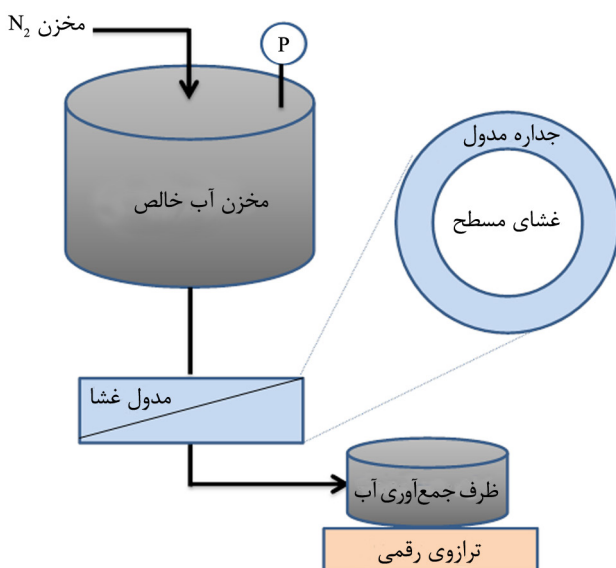 مخزن N₂
P
مخزن آب خالص
جداره مدول
غشای مسطح
مدول غشا
ظرف جمع‌آوری آب
ترازوی رقمی